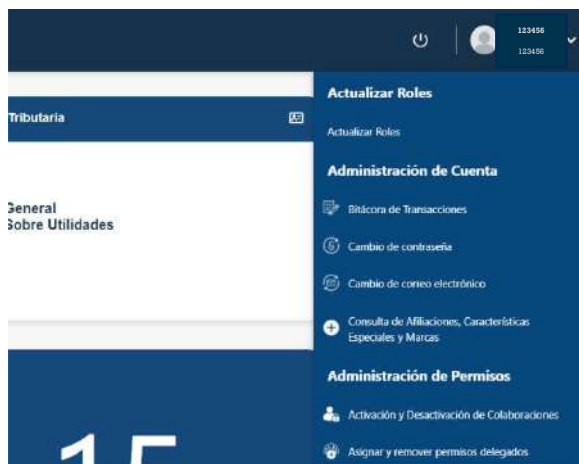 123456
123456
Actualizar Roles
Tributaria
Actualizar Roles
Administración de Cuenta
Bitácora de Transacciones
General
Sobre Utilidades
Cambio de contraseña
Cambio de correo electrónico
Consulta de Afiliaciones, Características
Especiales y Marcas
Administración de Permisos
Activación y Desactivación de Colaboraciones
15
Asignar y remover permisos delegados